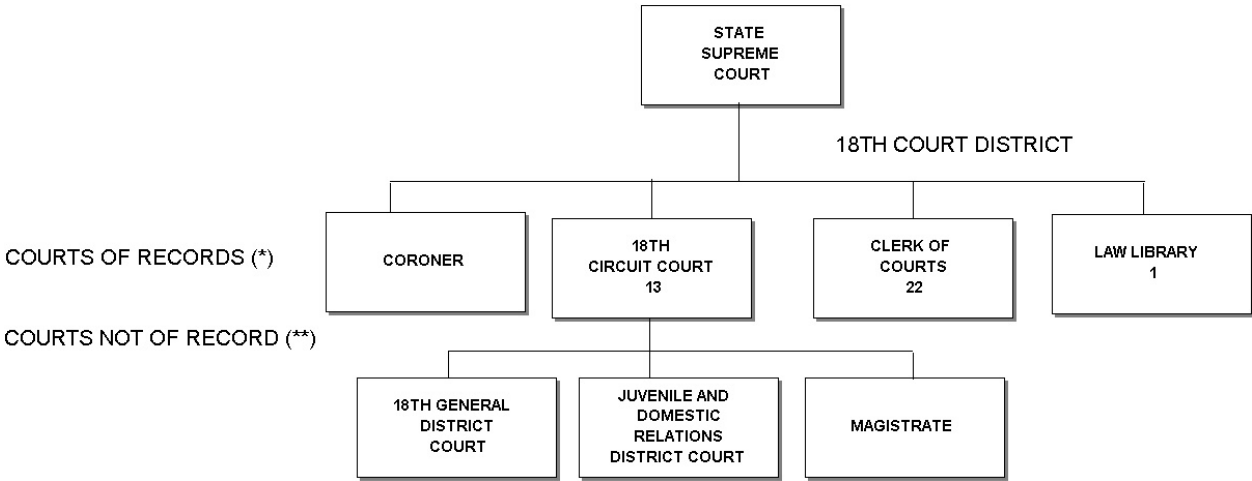 STATE
SUPREME
COURT
18TH COURT DISTRICT
COURTS OF RECORDS (*)
CORONER
18TH
CIRCUIT COURT
13
CLERK OF
COURTS
22
LAW LIBRARY
1
COURTS NOT OF RECORD (**)
18TH GENERAL
DISTRICT
COURT
JUVENILE AND
DOMESTIC
RELATIONS
DISTRICT COURT
MAGISTRATE